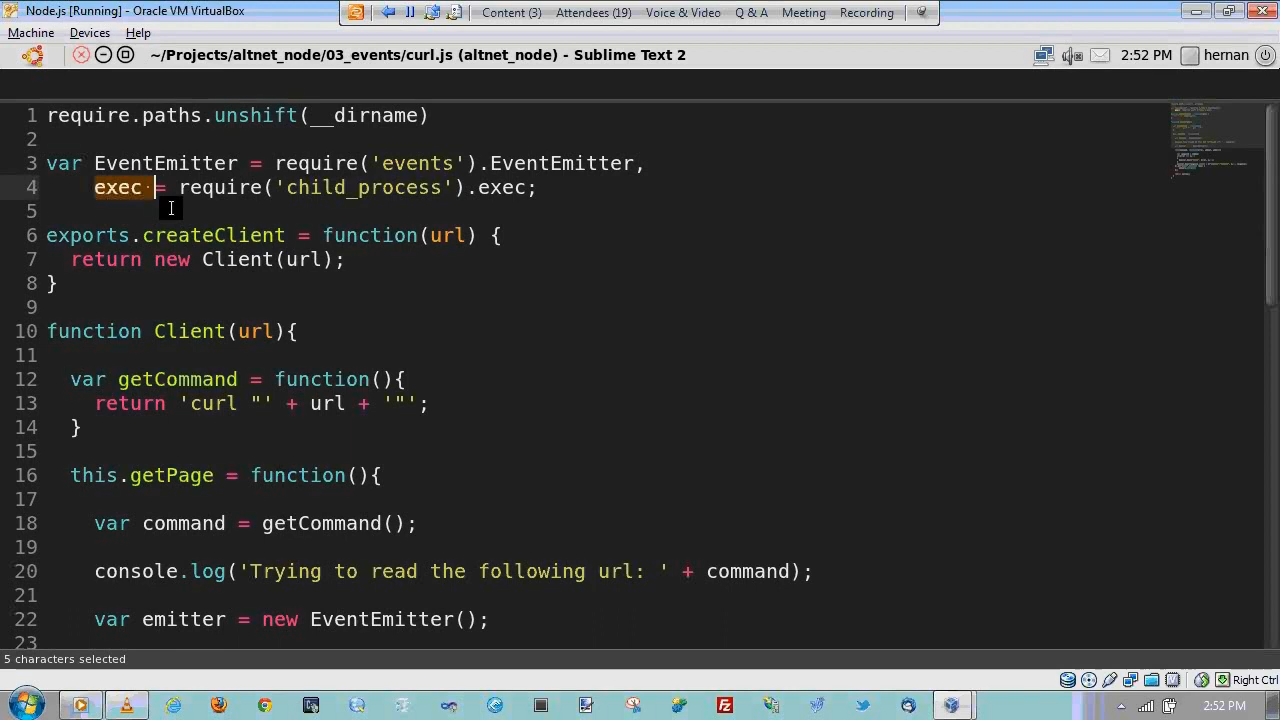 Node.js [Running] - Oracle VM VirtualBox
Content (3) Attendees (19) Voice & Video Q & A Meeting Recording
Machine Devices Help
~/Projects/altnet_node/03_events/curl.js (altnet_node) - Sublime Text 2
2:52 PM hernan
1 require.paths.unshift(__dirname)
2
3 var EventEmitter = require('events').EventEmitter,
4 exec = require('child_process').exec;
5
6 exports.createClient = function(url) {
7 return new Client(url);
8 }
9
10 function Client(url){
11
12 var getCommand = function(){
13 return 'curl "' + url + '"';
14 }
15
16 this.getPage = function(){
17
18 var command = getCommand();
19
20 console.log('Trying to read the following url: ' + command);
21
22 var emitter = new EventEmitter();
23
5 characters selected
Right Ctrl
2:52 PM